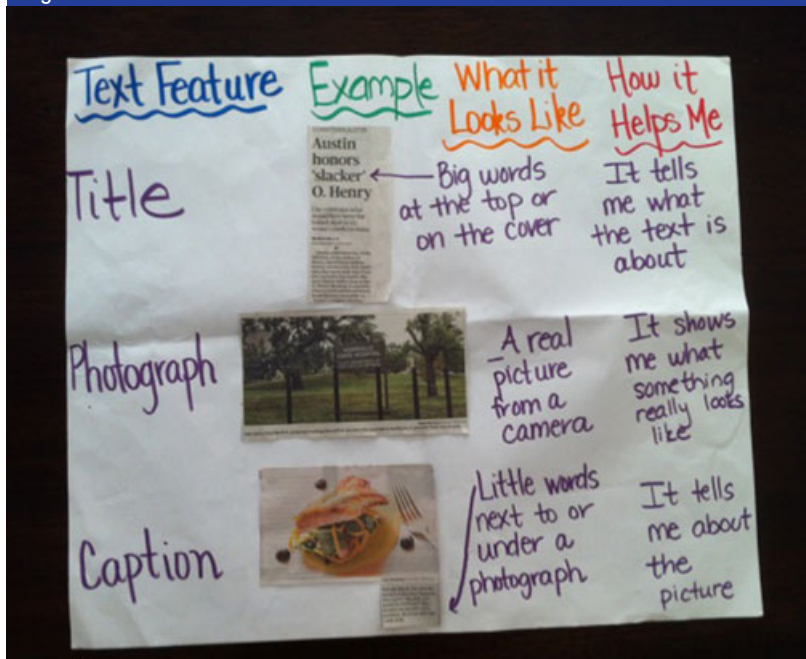 Text Feature
Example
What it
Looks Like
How it
Helps Me
Title
Austin
honors
'slacker'
O. Henry
Big words
at the top or
on the cover
It tells
me what
the text is
about
Photograph
A real
picture
from a
camera
It shows
me what
something
really looks
like
Caption
Little words
next to or
under a
photograph
It tells
me about
the
picture